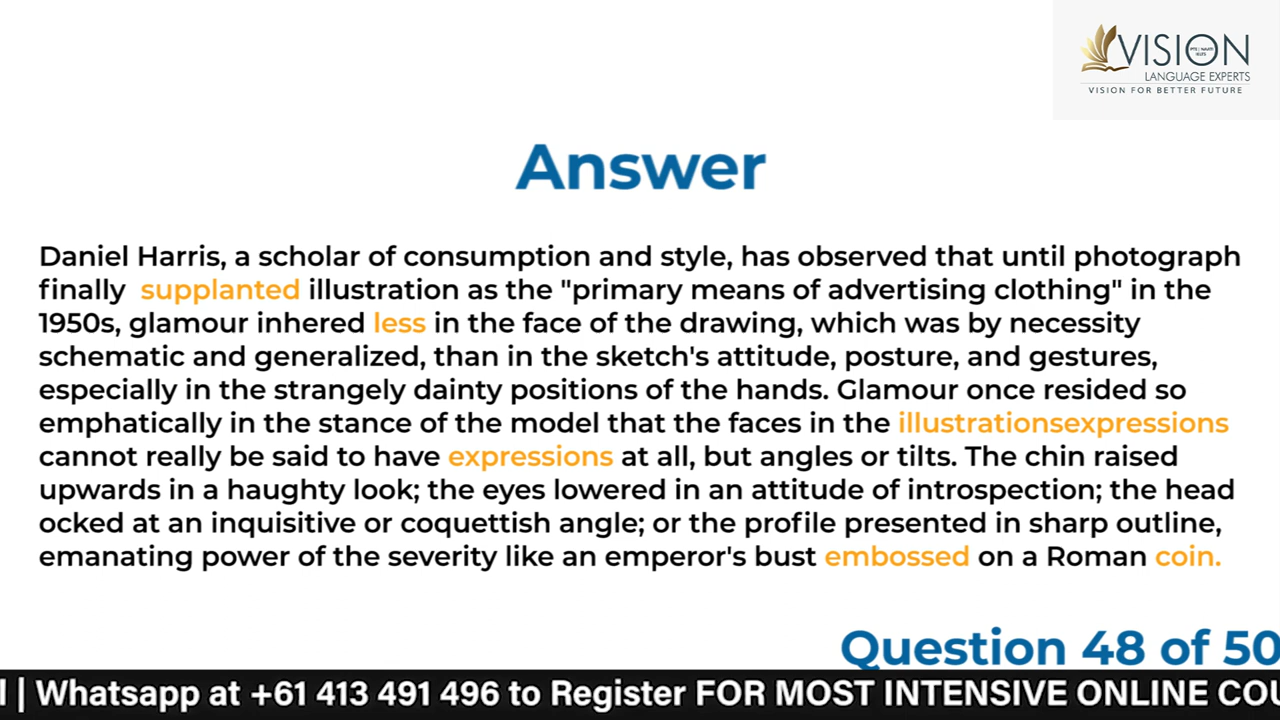 VISION
LANGUAGE EXPERTS
VISION FOR BETTER FUTURE
Answer
Daniel Harris, a scholar of consumption and style, has observed that until photograph
finally supplanted illustration as the "primary means of advertising clothing" in the
1950s, glamour inhered less in the face of the drawing, which was by necessity
schematic and generalized, than in the sketch's attitude, posture, and gestures,
especially in the strangely dainty positions of the hands. Glamour once resided so
emphatically in the stance of the model that the faces in the illustrationsexpressions
cannot really be said to have expressions at all, but angles or tilts. The chin raised
upwards in a haughty look; the eyes lowered in an attitude of introspection; the head
ocked at an inquisitive or coquettish angle; or the profile presented in sharp outline,
emanating power of the severity like an emperor's bust embossed on a Roman coin.
Question 48 of 50
| Whatsapp at +61 413 491 496 to Register FOR MOST INTENSIVE ONLINE COU